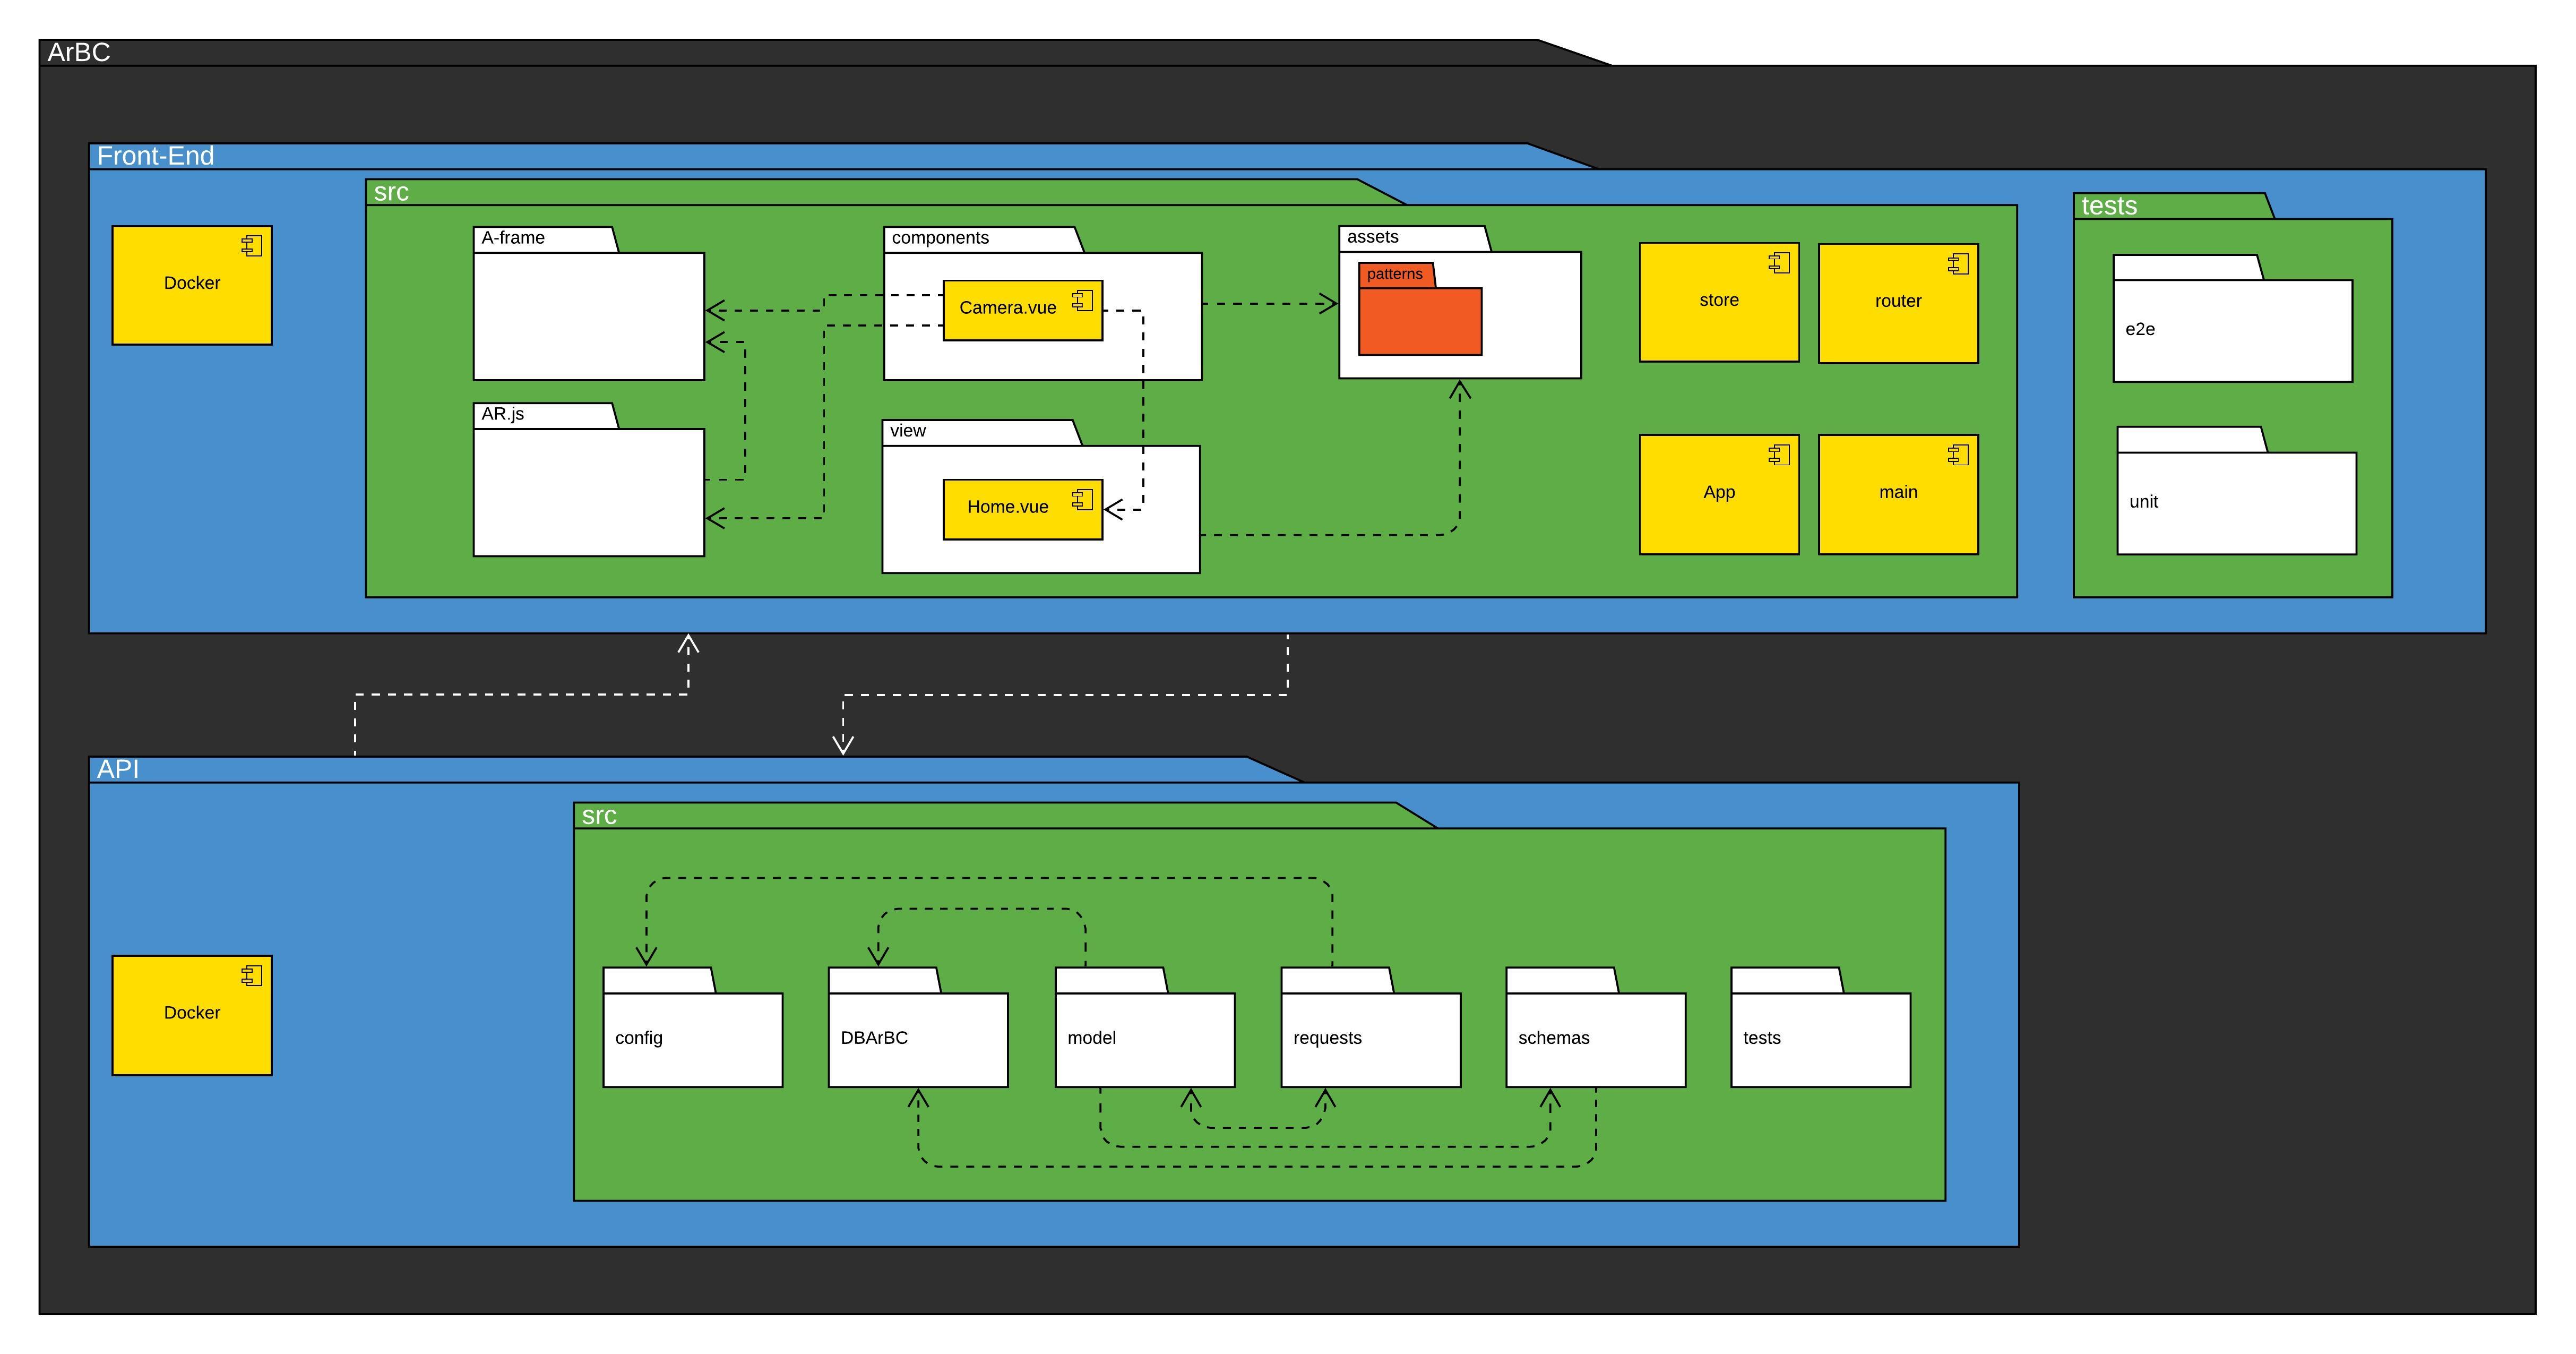 ArBC
Front-End
src
tests
Docker
A-frame
components
assets
patterns
Camera.vue
store
router
e2e
AR.js
view
Home.vue
App
main
unit
API
src
Docker
config
DBArBC
model
requests
schemas
tests